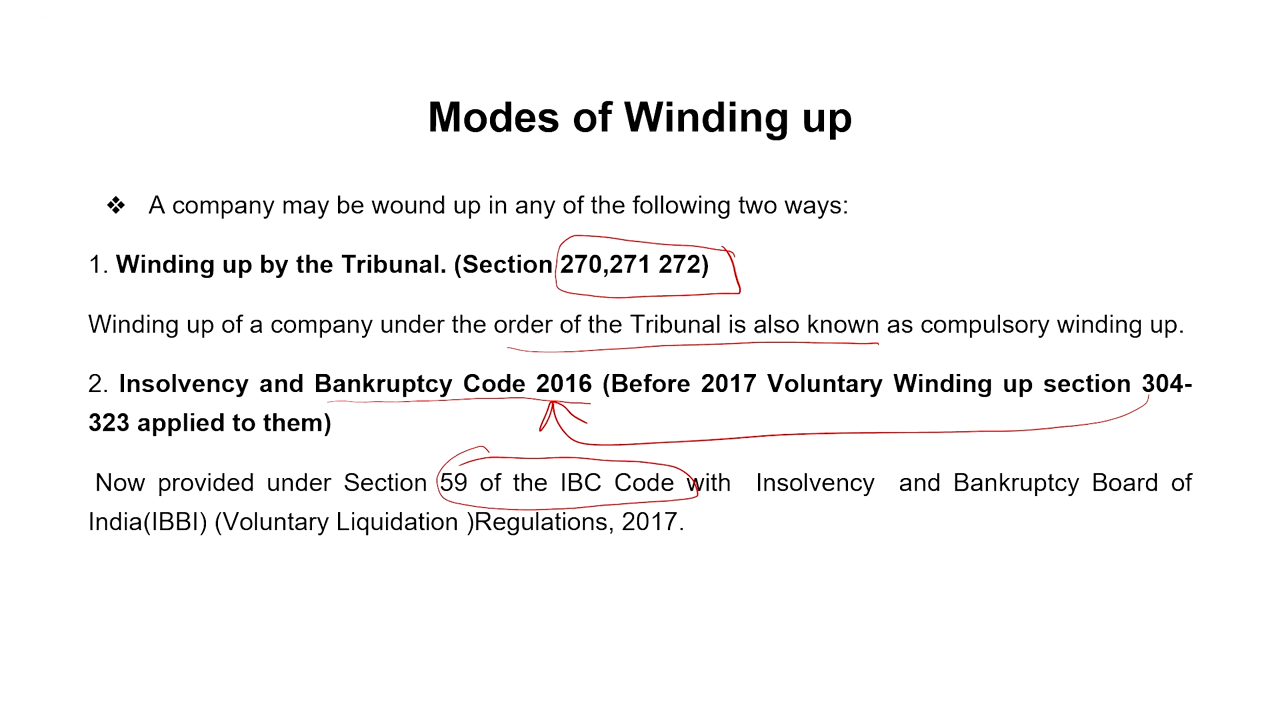 Modes of Winding up
❖ A company may be wound up in any of the following two ways:
1. Winding up by the Tribunal. (Section 270,271 272)
Winding up of a company under the order of the Tribunal is also known as compulsory winding up.
2. Insolvency and Bankruptcy Code 2016 (Before 2017 Voluntary Winding up section 304-
323 applied to them)
Now provided under Section 59 of the IBC Code with Insolvency and Bankruptcy Board of
India(IBBI) (Voluntary Liquidation )Regulations, 2017.